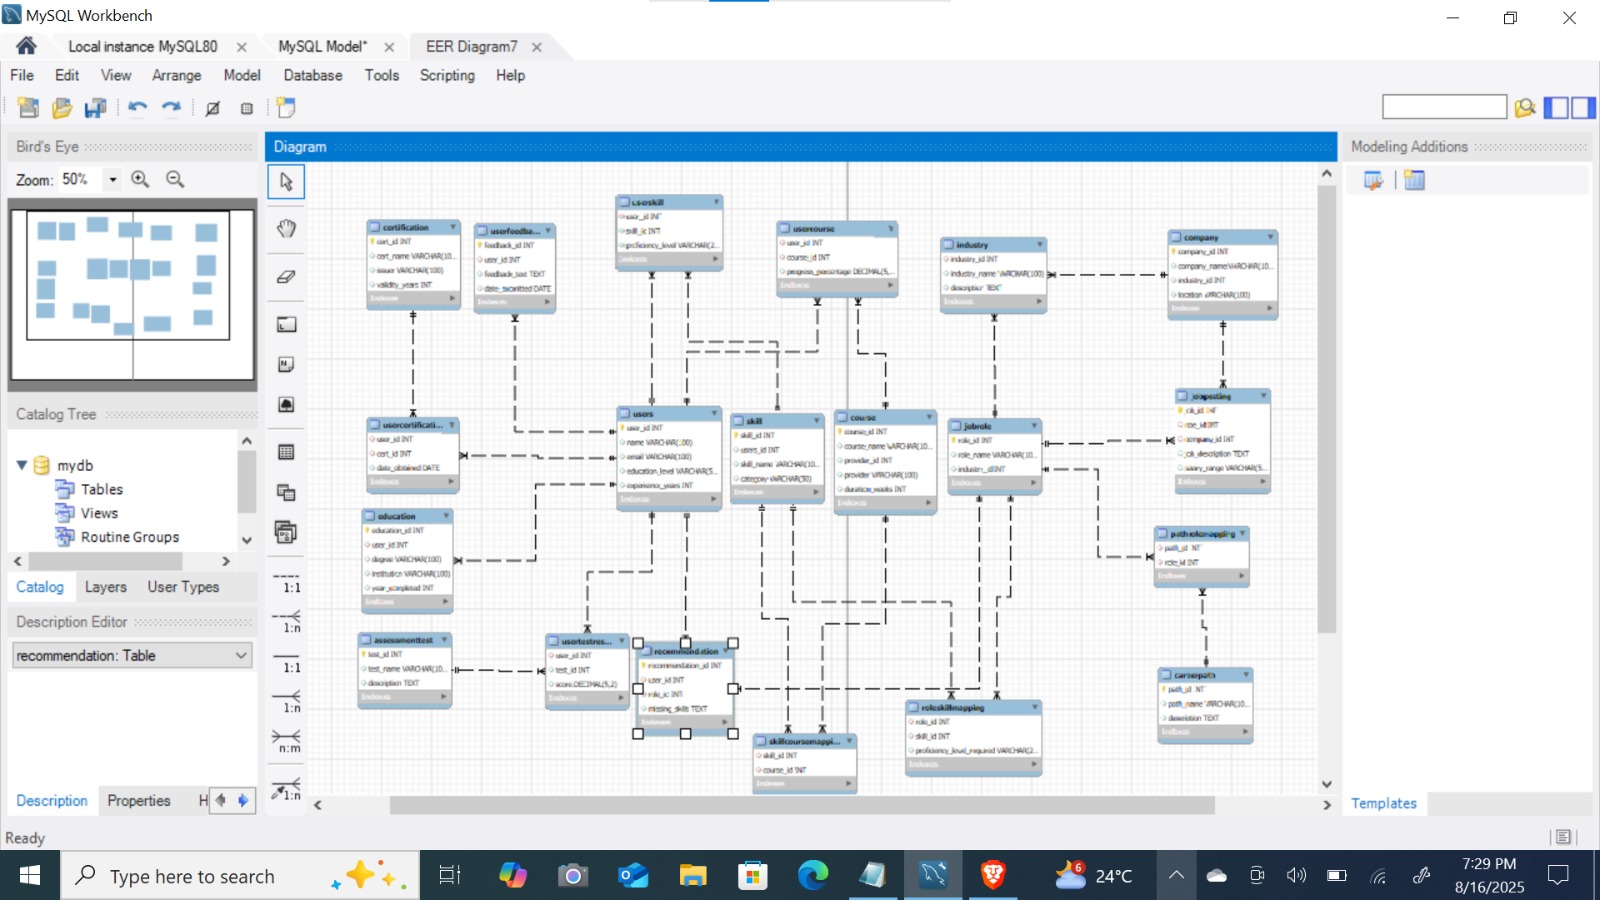 MySQL Workbench
Local instance MySQL80
MySQL Model*
EER Diagram7
File Edit View Arrange Model Database Tools Scripting Help
Bird's Eye
Zoom: 50%
Catalog Tree
mydb
Tables
Views
Routine Groups
Catalog Layers User Types
Description Editor
recommendation: Table
Description Properties H
Ready
Diagram
1:1
1:n
1:1
1:n
n:m
1:n
certification
cert_id INT
cert_name VARCHAR(10...
issuer VARCHAR(100)
validity_years INT
Indexes
userfeedba...
feedback_id INT
user_id INT
feedback_text TEXT
date_submitted DATE
Indexes
userskill
user_id INT
skill_id INT
proficiency_level VARCHAR(2...
Indexes
usercourse
user_id INT
course_id INT
progress_percentage DECIMAL(5,...
Indexes
industry
industry_id INT
industry_name VARCHAR(100)
description TEXT
Indexes
company
company_id INT
company_name VARCHAR(10...
industry_id INT
location VARCHAR(100)
Indexes
usercertificati...
user_id INT
cert_id INT
date_obtained DATE
Indexes
users
user_id INT
name VARCHAR(100)
email VARCHAR(100)
education_level VARCHAR(5...
experience_years INT
Indexes
skill
skill_id INT
users_id INT
skill_name VARCHAR(10...
category VARCHAR(50)
Indexes
course
course_id INT
course_name VARCHAR(10...
provider_id INT
provider VARCHAR(100)
duration_weeks INT
Indexes
jobrole
role_id INT
role_name VARCHAR(10...
industry_id INT
Indexes
jobposting
job_id INT
role_id INT
company_id INT
job_description TEXT
salary_range VARCHAR(5...
Indexes
education
education_id INT
user_id INT
degree VARCHAR(100)
institution VARCHAR(100)
year_completed INT
Indexes
pathrolemapping
path_id INT
role_id INT
Indexes
assessmenttest
test_id INT
test_name VARCHAR(10...
description TEXT
Indexes
usertestres...
user_id INT
test_id INT
score DECIMAL(5,2)
Indexes
recommendation
recommendation_id INT
user_id INT
role_id INT
missing_skills TEXT
Indexes
skillcoursemappi...
skill_id INT
course_id INT
Indexes
roleskillmapping
role_id INT
skill_id INT
proficiency_level_required VARCHAR(2...
Indexes
careerpath
path_id INT
path_name VARCHAR(10...
description TEXT
Indexes
Modeling Additions
Templates
Type here to search
6
24°C
7:29 PM
8/16/2025